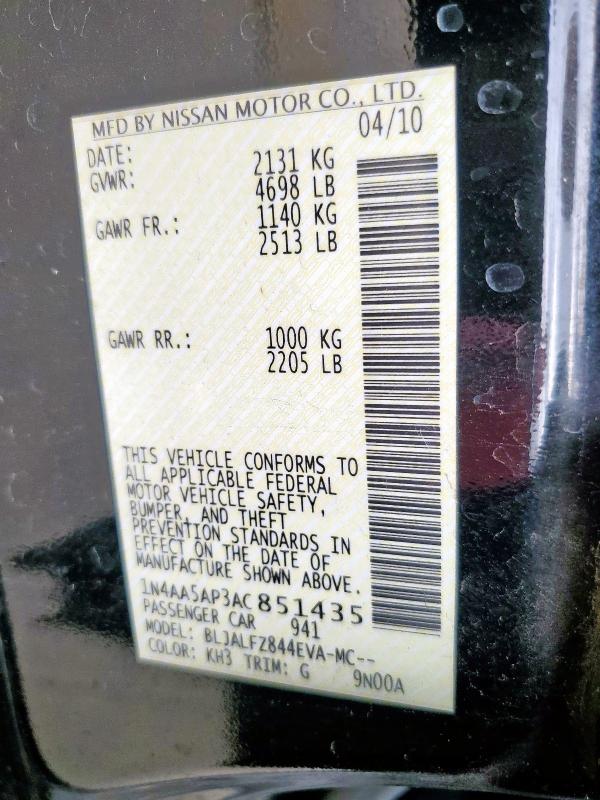 MFD BY NISSAN MOTOR CO., LTD.
DATE: 04/10
GVWR: 2131 KG
4698 LB
GAWR FR.: 1140 KG
2513 LB
GAWR RR.: 1000 KG
2205 LB
THIS VEHICLE CONFORMS TO
ALL APPLICABLE FEDERAL
MOTOR VEHICLE SAFETY,
BUMPER, AND THEFT
PREVENTION STANDARDS IN
EFFECT ON THE DATE OF
MANUFACTURE SHOWN ABOVE.
1N4AA5AP3AC851435
PASSENGER CAR 941
MODEL: BLJALFZ844EVA-MC--
COLOR: KH3 TRIM: G 9N00A